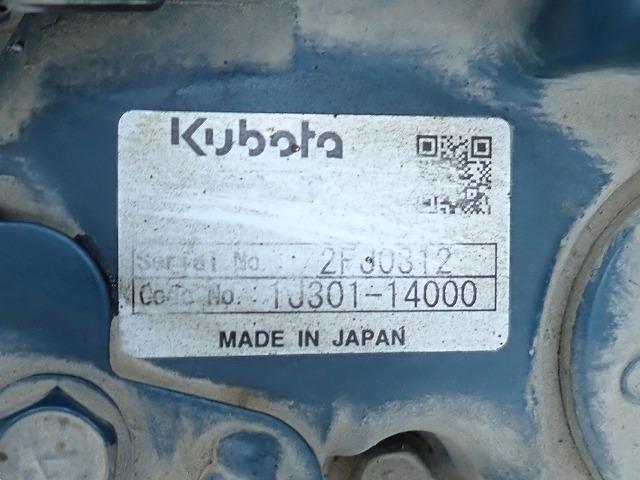 Kubota
Serial No. 2FJ0312
Code No. 1J301-14000
MADE IN JAPAN